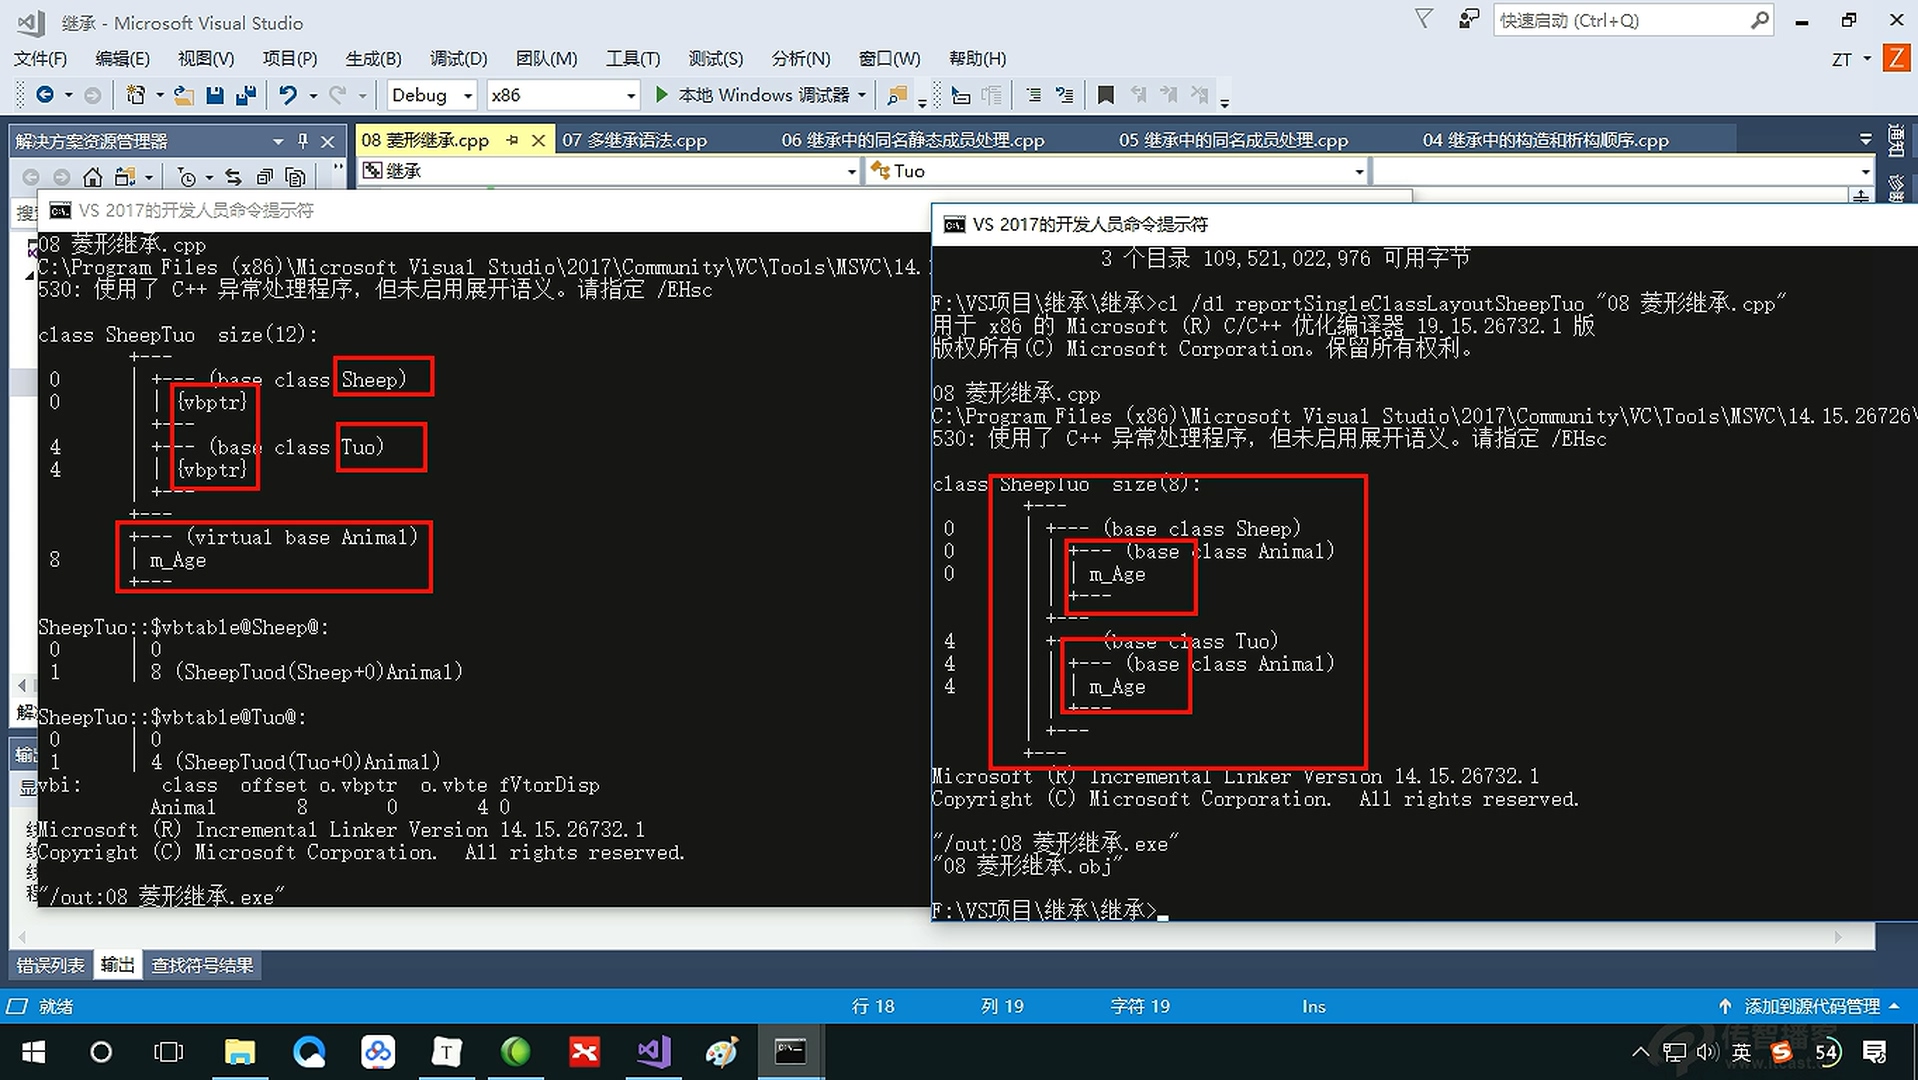 继承 - Microsoft Visual Studio
快速启动 (Ctrl+Q)
文件(F) 编辑(E) 视图(V) 项目(P) 生成(B) 调试(D) 团队(M) 工具(T) 测试(S) 分析(N) 窗口(W) 帮助(H)
ZT Z
Debug x86 本地 Windows 调试器
解决方案资源管理器
08 菱形继承.cpp 07 多继承语法.cpp 06 继承中的同名静态成员处理.cpp 05 继承中的同名成员处理.cpp 04 继承中的构造和析构顺序.cpp
通知
继承 Tuo
搜
VS 2017的开发人员命令提示符
08 菱形继承.cpp
C:\Program Files (x86)\Microsoft Visual Studio\2017\Community\VC\Tools\MSVC\14.
530: 使用了 C++ 异常处理程序，但未启用展开语义。请指定 /EHsc
class SheepTuo  size(12):
+---
0 | +--- (base class Sheep)
0 | | {vbptr}
| +---
4 | +--- (base class Tuo)
4 | | {vbptr}
| +---
+---
+--- (virtual base Animal)
8 | m_Age
+---
SheepTuo::$vbtable@Sheep@:
0 | 0
1 | 8 (SheepTuod(Sheep+0)Animal)
SheepTuo::$vbtable@Tuo@:
0 | 0
1 | 4 (SheepTuod(Tuo+0)Animal)
vbi: class offset o.vbptr o.vbte fVtorDisp
Animal 8 0 4 0
Microsoft (R) Incremental Linker Version 14.15.26732.1
Copyright (C) Microsoft Corporation.  All rights reserved.
"/out:08 菱形继承.exe"
VS 2017的开发人员命令提示符
3 个目录 109,521,022,976 可用字节
F:\VS项目\继承\继承>cl /d1 reportSingleClassLayoutSheepTuo "08 菱形继承.cpp"
用于 x86 的 Microsoft (R) C/C++ 优化编译器 19.15.26732.1 版
版权所有(C) Microsoft Corporation。保留所有权利。
08 菱形继承.cpp
C:\Program Files (x86)\Microsoft Visual Studio\2017\Community\VC\Tools\MSVC\14.15.26726\
530: 使用了 C++ 异常处理程序，但未启用展开语义。请指定 /EHsc
class SheepTuo  size(8):
+---
0 | +--- (base class Sheep)
0 | | +--- (base class Animal)
0 | | | m_Age
| | +---
| +---
4 | +--- (base class Tuo)
4 | | +--- (base class Animal)
4 | | | m_Age
| | +---
| +---
+---
Microsoft (R) Incremental Linker Version 14.15.26732.1
Copyright (C) Microsoft Corporation.  All rights reserved.
"/out:08 菱形继承.exe"
"08 菱形继承.obj"
F:\VS项目\继承\继承>
错误列表 输出 查找符号结果
就绪 行 18 列 19 字符 19 Ins 添加到源代码管理
T 英 54
传智播客
www.itcast.cn